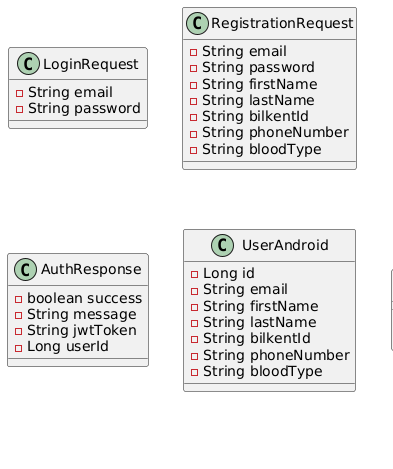 C LoginRequest
String email
String password
C RegistrationRequest
String email
String password
String firstName
String lastName
String bilkentId
String phoneNumber
String bloodType
C AuthResponse
boolean success
String message
String jwtToken
Long userId
C UserAndroid
Long id
String email
String firstName
String lastName
String bilkentId
String phoneNumber
String bloodType